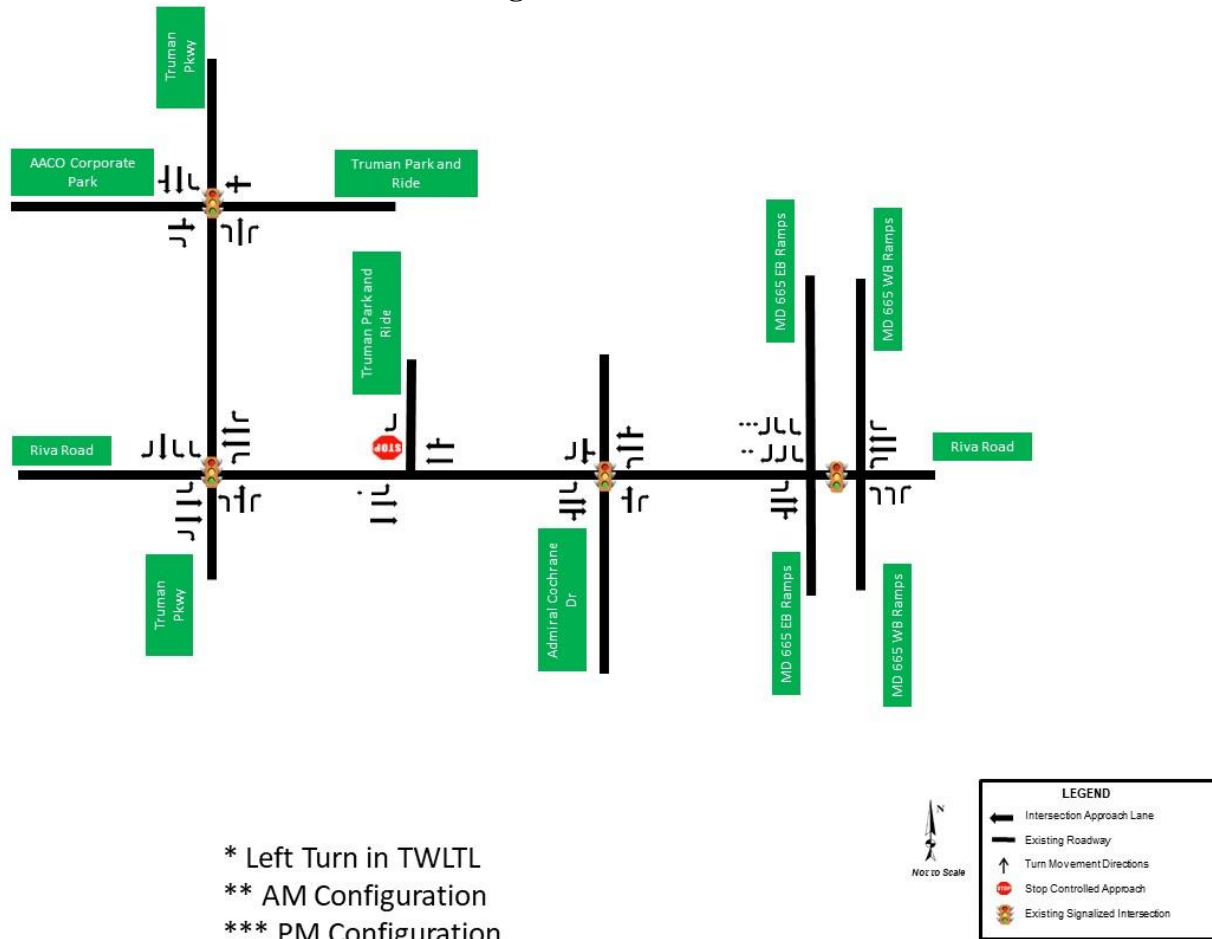 Truman
Pkwy
AACO Corporate
Park
Truman Park and
Ride
Truman Park and
Ride
MD 665 EB Ramps
MD 665 WB Ramps
Riva Road
STOP
***
**
*
Riva Road
Truman
Pkwy
Admiral Cochrane
Dr
MD 665 EB Ramps
MD 665 WB Ramps
* Left Turn in TWLTL
** AM Configuration
*** PM Configuration
N
Not to Scale
LEGEND
Intersection Approach Lane
Existing Roadway
Turn Movement Directions
STOP
Stop Controlled Approach
Existing Signalized Intersection